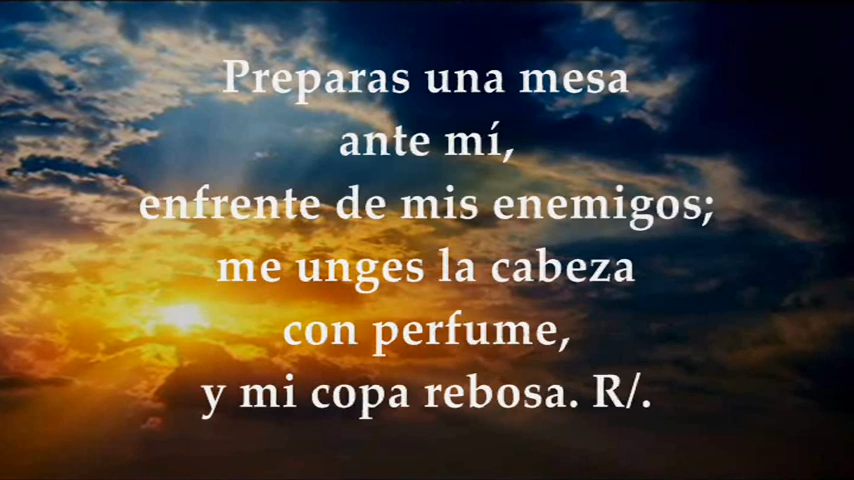 Preparas una mesa
ante mí,
enfrente de mis enemigos;
me unges la cabeza
con perfume,
y mi copa rebosa. R/.